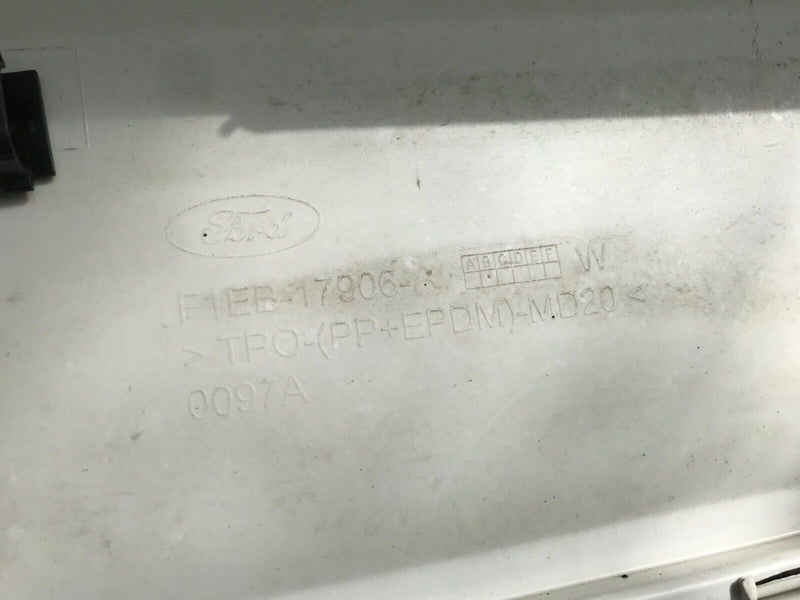 Ford
F1EB-17906-A ABCDEF W
> TPO-(PP+EPDM)-MD20 <
0097A